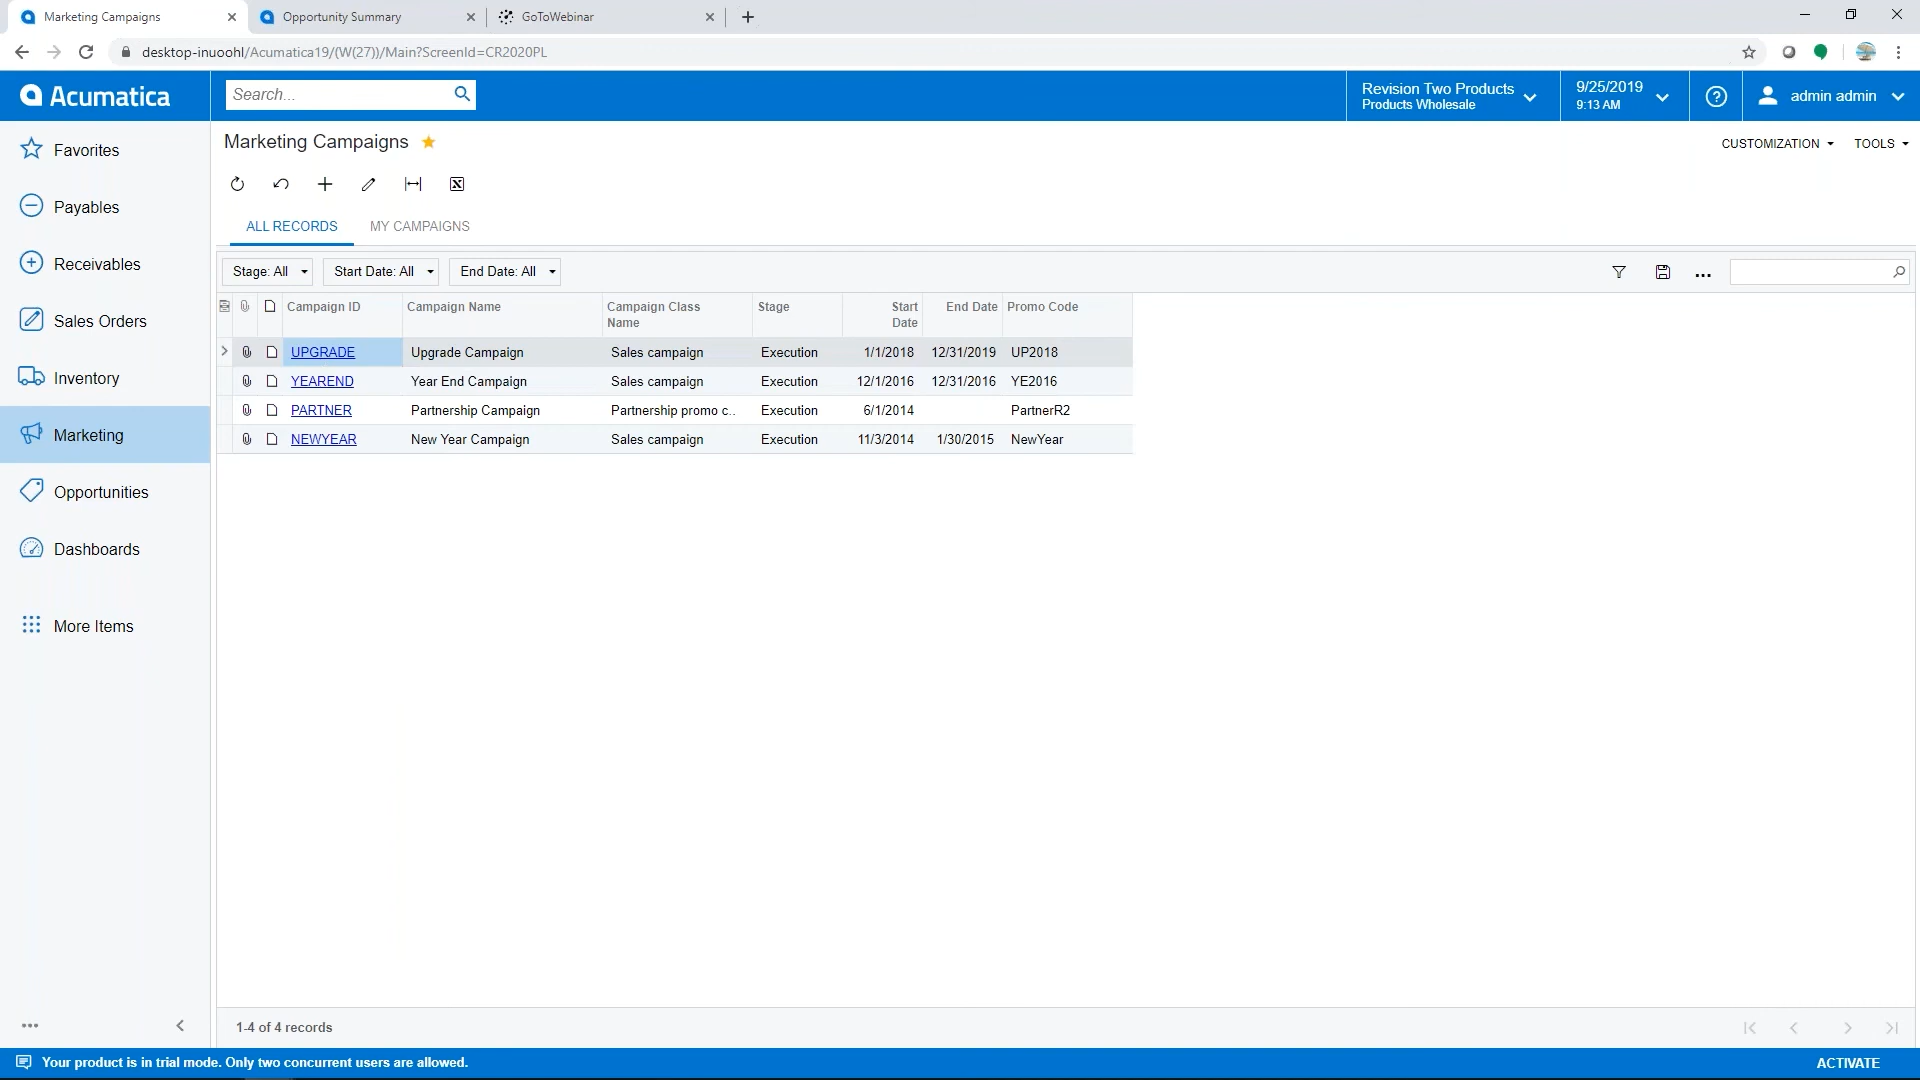 Marketing Campaigns
Opportunity Summary
GoToWebinar
desktop-inuoohl/Acumatica19/(W(27))/Main?ScreenId=CR2020PL
Acumatica
Search...
Revision Two Products
Products Wholesale
9/25/2019
9:13 AM
admin admin
Favorites
Payables
Receivables
Sales Orders
Inventory
Marketing
Opportunities
Dashboards
More Items
Marketing Campaigns
CUSTOMIZATION
TOOLS
ALL RECORDS
MY CAMPAIGNS
Stage: All
Start Date: All
End Date: All
Campaign ID
Campaign Name
Campaign Class
Name
Stage
Start
Date
End Date
Promo Code
UPGRADE Upgrade Campaign Sales campaign Execution 1/1/2018 12/31/2019 UP2018
YEAREND Year End Campaign Sales campaign Execution 12/1/2016 12/31/2016 YE2016
PARTNER Partnership Campaign Partnership promo c.. Execution 6/1/2014 PartnerR2
NEWYEAR New Year Campaign Sales campaign Execution 11/3/2014 1/30/2015 NewYear
1-4 of 4 records
Your product is in trial mode. Only two concurrent users are allowed.
ACTIVATE